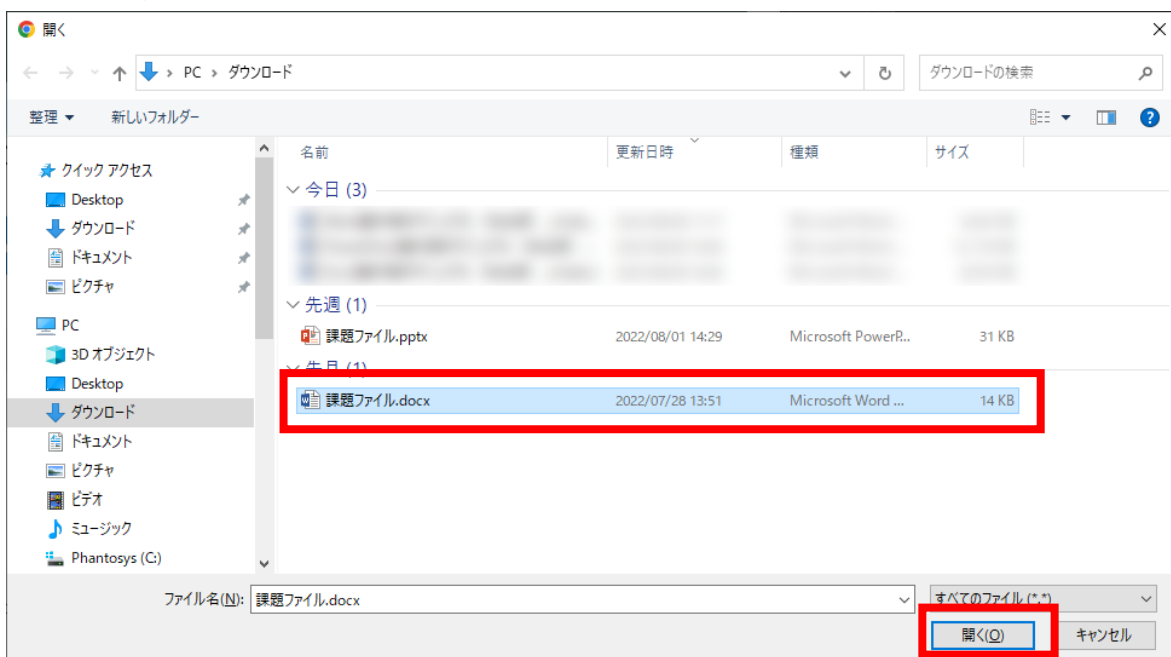 開く
PC › ダウンロード
ダウンロードの検索
整理 新しいフォルダー
名前 更新日時 種類 サイズ
クイック アクセス
Desktop
ダウンロード
ドキュメント
ピクチャ
PC
3D オブジェクト
Desktop
ダウンロード
ドキュメント
ピクチャ
ビデオ
ミュージック
Phantosys (C:)
今日 (3)
先週 (1)
課題ファイル.pptx 2022/08/01 14:29 Microsoft PowerP... 31 KB
先月 (1)
課題ファイル.docx 2022/07/28 13:51 Microsoft Word ... 14 KB
ファイル名(N): 課題ファイル.docx
すべてのファイル (*.*)
開く(O) キャンセル